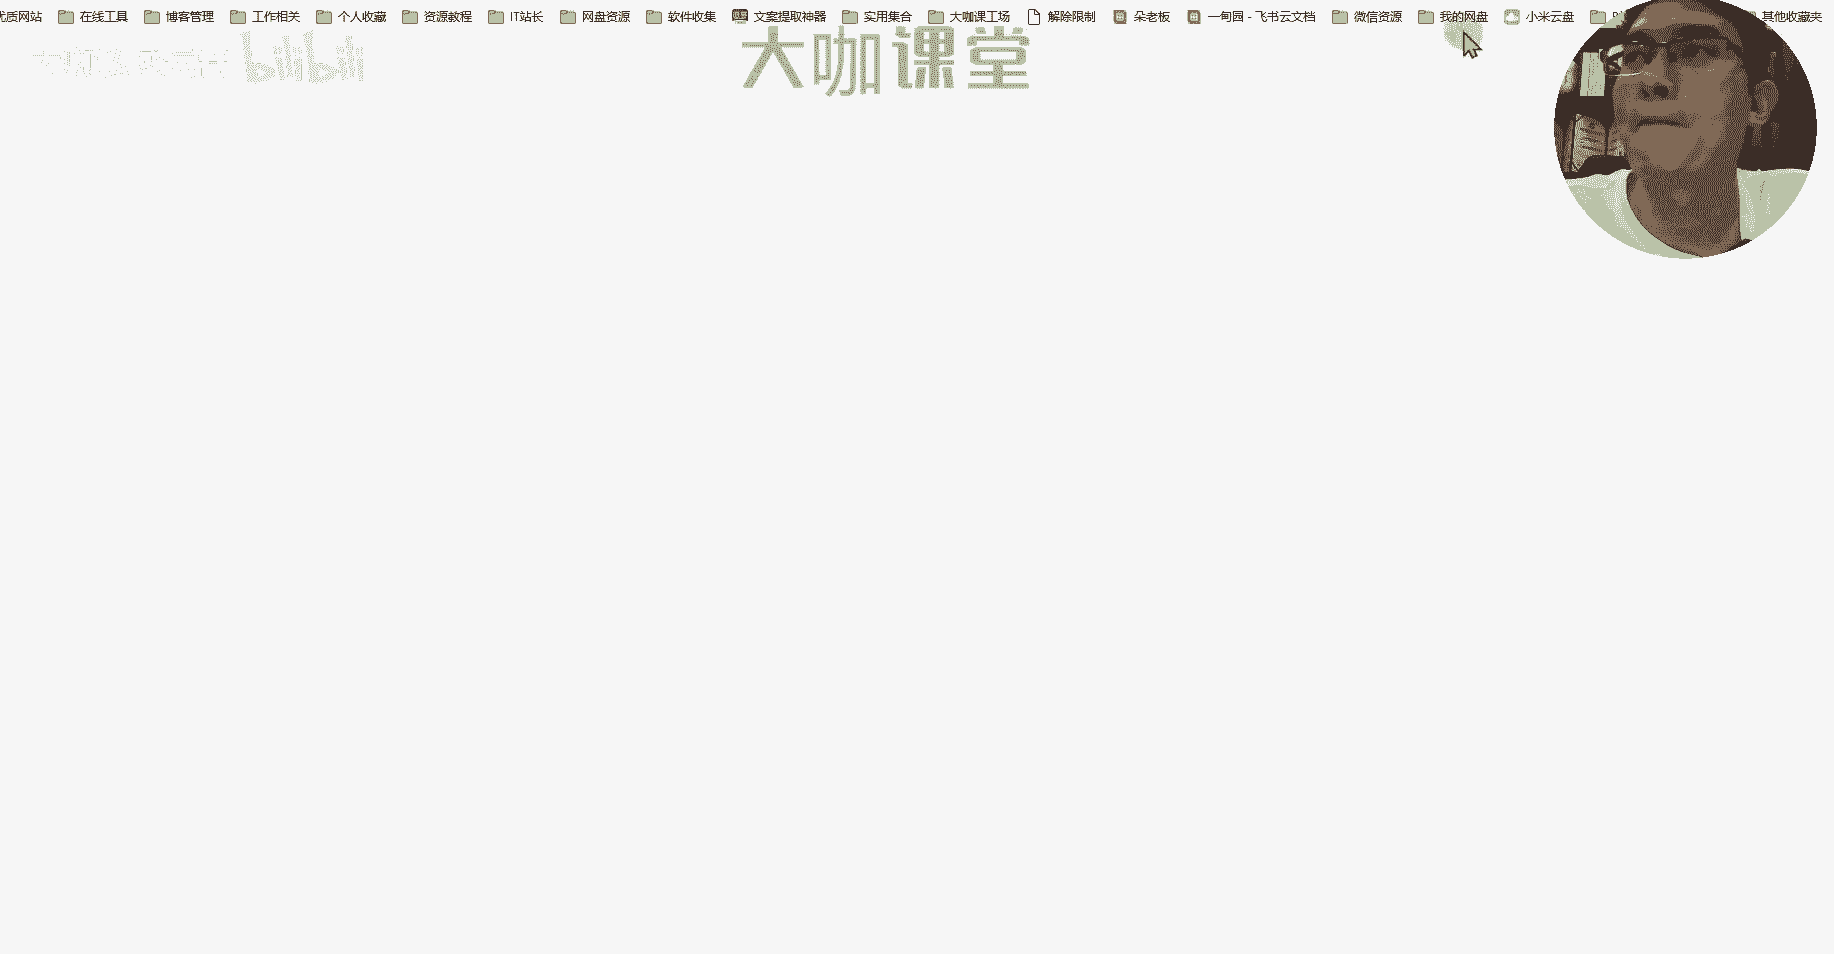 优质网站 在线工具 博客管理 工作相关 个人收藏 资源教程 IT站长 网盘资源 软件收集 文案提取神器 实用集合 大咖课工场 解除限制 朵老板 一甸园 - 飞书云文档 微信资源 我的网盘 小米云盘 其他收藏夹
bilibili
大咖课堂